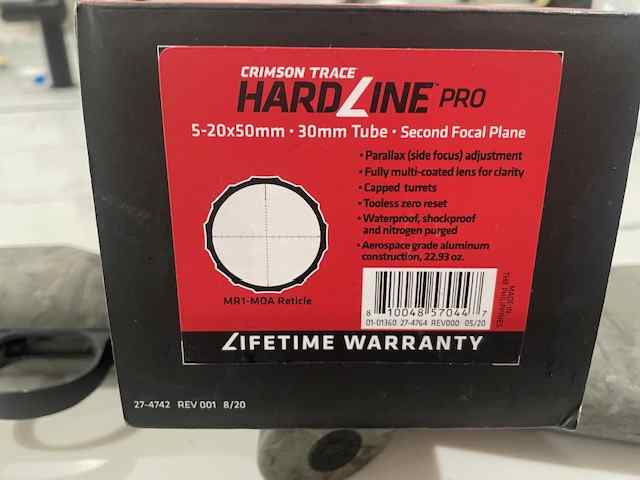 CRIMSON TRACE
HARDLINE™ PRO
5-20x50mm • 30mm Tube • Second Focal Plane
• Parallax (side focus) adjustment
• Fully multi-coated lens for clarity
• Capped turrets
• Tooless zero reset
• Waterproof, shockproof
and nitrogen purged
• Aerospace grade aluminum
construction, 22.93 oz.
MR1-MOA Reticle
8 10048 57044 7
01-01360 27-4764 REV000 05/20
MADE IN
THE PHILIPPINES
LIFETIME WARRANTY
27-4742 REV 001 8/20